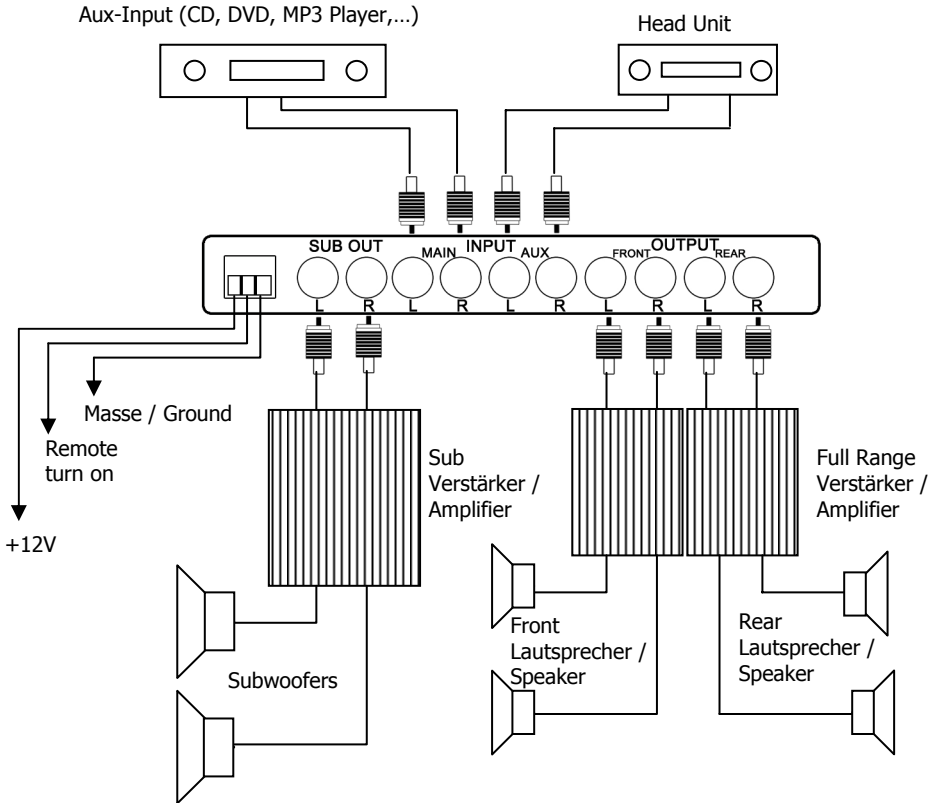 Aux-Input (CD, DVD, MP3 Player,...)
Head Unit
SUB OUT INPUT OUTPUT
MAIN AUX FRONT REAR
L R L R L R L R L R
Masse / Ground
Remote
turn on
+12V
Sub
Verstärker /
Amplifier
Full Range
Verstärker /
Amplifier
Subwoofers
Front
Lautsprecher /
Speaker
Rear
Lautsprecher /
Speaker